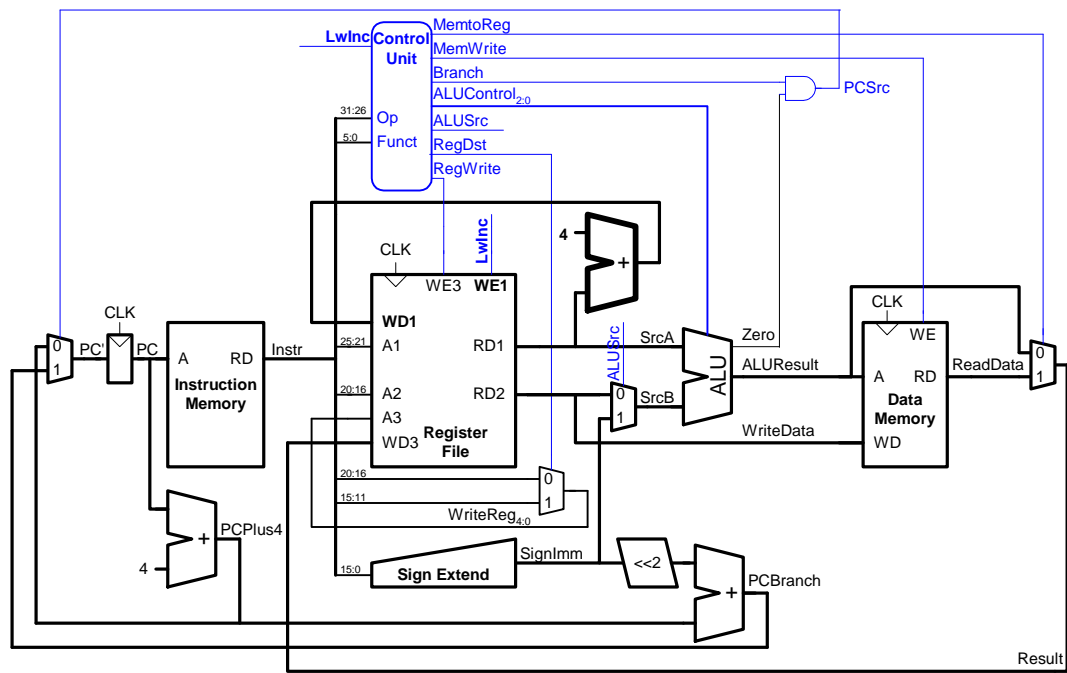 MemtoReg
LwInc
Control
Unit
MemWrite
Branch
ALUControl2:0
PCSrc
31:26
Op
ALUSrc
5:0
Funct
RegDst
RegWrite
4
+
CLK
LwInc
WE3
WE1
WD1
CLK
CLK
WE
0
1
PC'
PC
A
RD
Instr
Instruction
Memory
25:21
A1
RD1
SrcA
ALUSrc
Zero
ALU
ALUResult
A
RD
ReadData
0
1
20:16
A2
RD2
0
1
SrcB
Data
Memory
A3
WD3
Register
File
WriteData
WD
20:16
0
15:11
1
WriteReg4:0
PCPlus4
+
4
SignImm
15:0
Sign Extend
<<2
+
PCBranch
Result